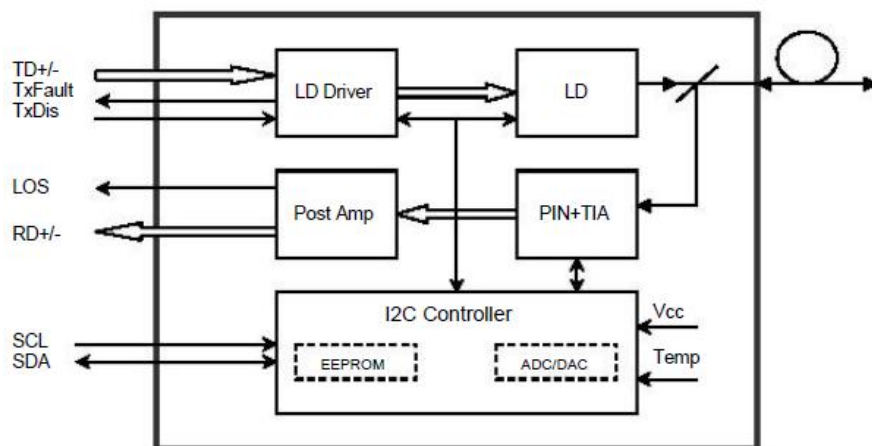 TD+/-
TxFault
TxDis
LD Driver
LD
LOS
RD+/-
Post Amp
PIN+TIA
I2C Controller
Vcc
SCL
SDA
EEPROM
ADC/DAC
Temp